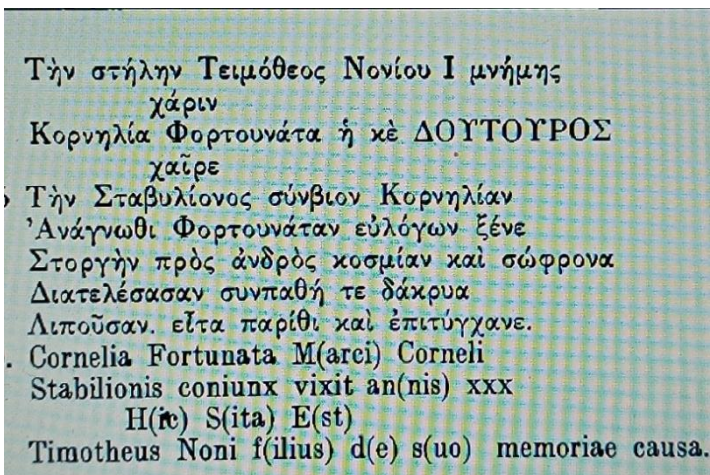 Τὴν στήλην Τειμόθεος Νονίου Ι μνήμης
χάριν
Κορνηλία Φορτουνάτα ἡ κὲ ΔΟΥΤΟΥΡΟΣ
χαῖρε
Τὴν Σταβυλίονος σύνβιον Κορνηλίαν
Ἀνάγνωθι Φορτουνάταν εὐλόγων ξένε
Στοργὴν πρὸς ἀνδρὸς κοσμίαν καὶ σώφρονα
Διατελέσασαν συνπαθή τε δάκρυα
Λιποῦσαν. εἶτα παρίθι καὶ ἐπιτύγχανε.
. Cornelia Fortunata M(arci) Corneli
Stabilionis coniunx vixit an(nis) xxx
H(ic) S(ita) E(st)
Timotheus Noni f(ilius) d(e) s(uo) memoriae causa.